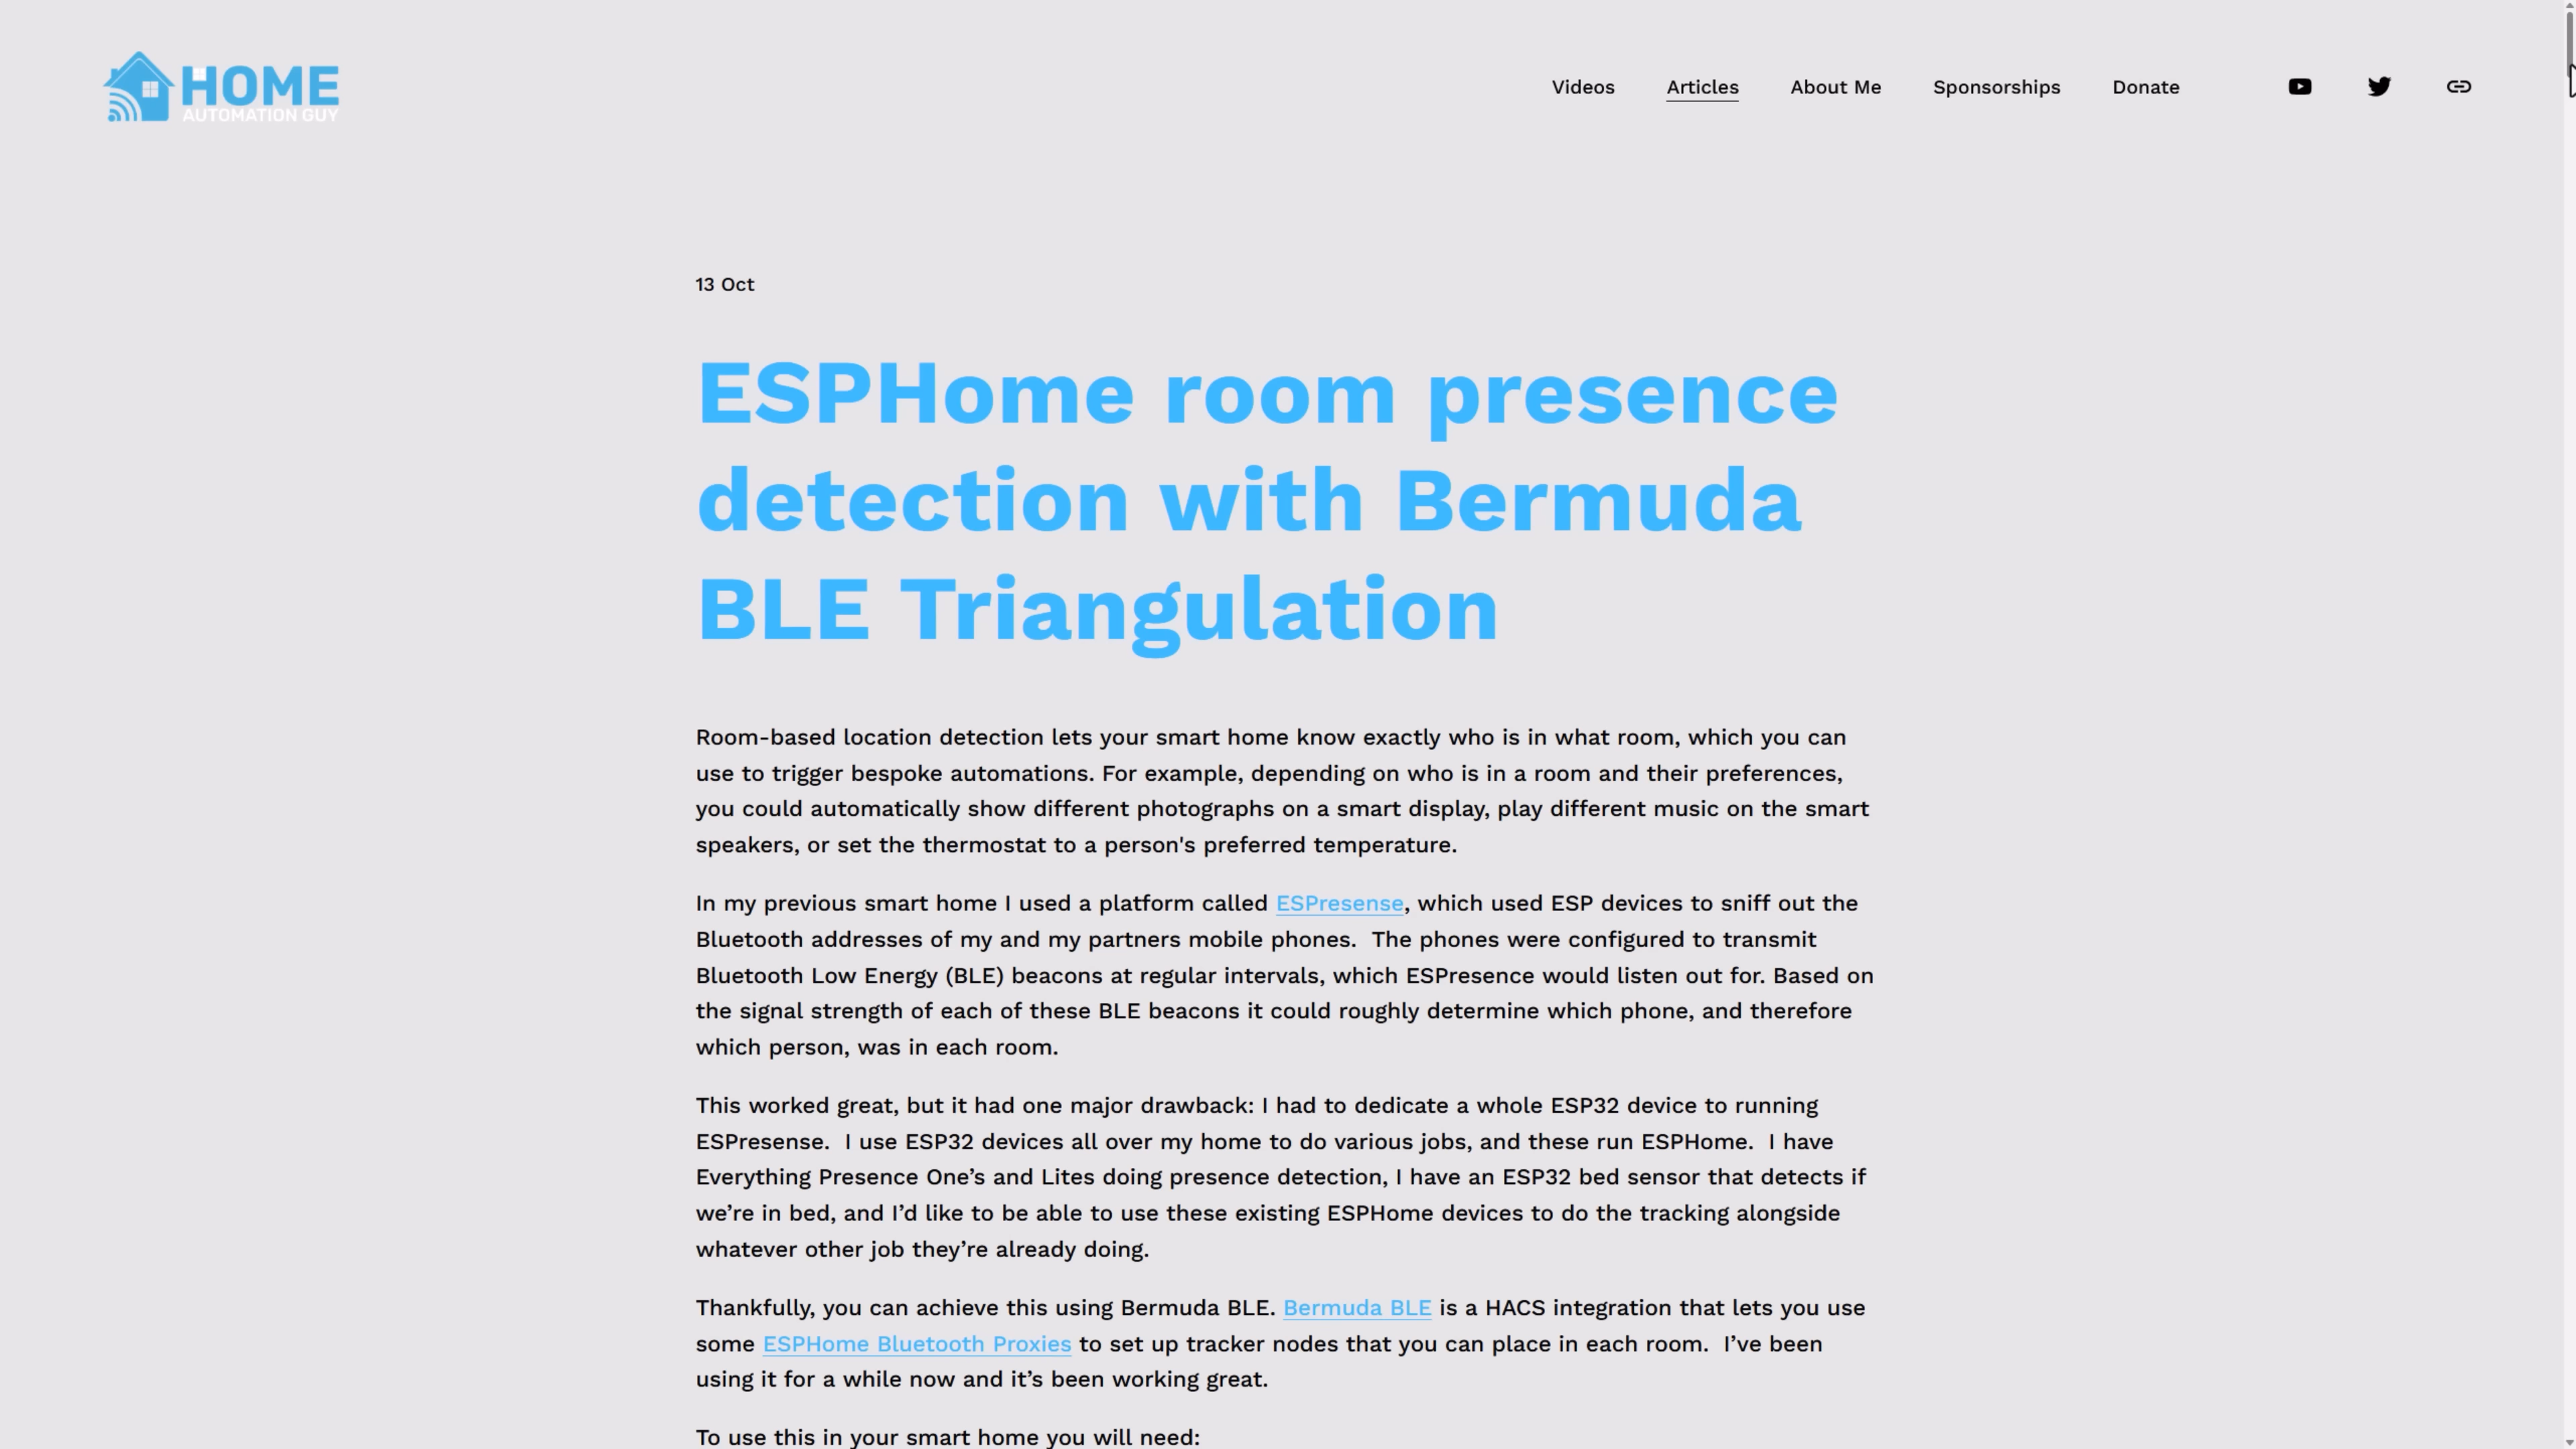 HOME
AUTOMATION GUY
Videos
Articles
About Me
Sponsorships
Donate
13 Oct
ESPHome room presence
detection with Bermuda
BLE Triangulation
Room-based location detection lets your smart home know exactly who is in what room, which you can
use to trigger bespoke automations. For example, depending on who is in a room and their preferences,
you could automatically show different photographs on a smart display, play different music on the smart
speakers, or set the thermostat to a person's preferred temperature.
In my previous smart home I used a platform called ESPresense, which used ESP devices to sniff out the
Bluetooth addresses of my and my partners mobile phones.  The phones were configured to transmit
Bluetooth Low Energy (BLE) beacons at regular intervals, which ESPresence would listen out for. Based on
the signal strength of each of these BLE beacons it could roughly determine which phone, and therefore
which person, was in each room.
This worked great, but it had one major drawback: I had to dedicate a whole ESP32 device to running
ESPresense.  I use ESP32 devices all over my home to do various jobs, and these run ESPHome.  I have
Everything Presence One’s and Lites doing presence detection, I have an ESP32 bed sensor that detects if
we’re in bed, and I’d like to be able to use these existing ESPHome devices to do the tracking alongside
whatever other job they’re already doing.
Thankfully, you can achieve this using Bermuda BLE. Bermuda BLE is a HACS integration that lets you use
some ESPHome Bluetooth Proxies to set up tracker nodes that you can place in each room.  I’ve been
using it for a while now and it’s been working great.
To use this in your smart home you will need: